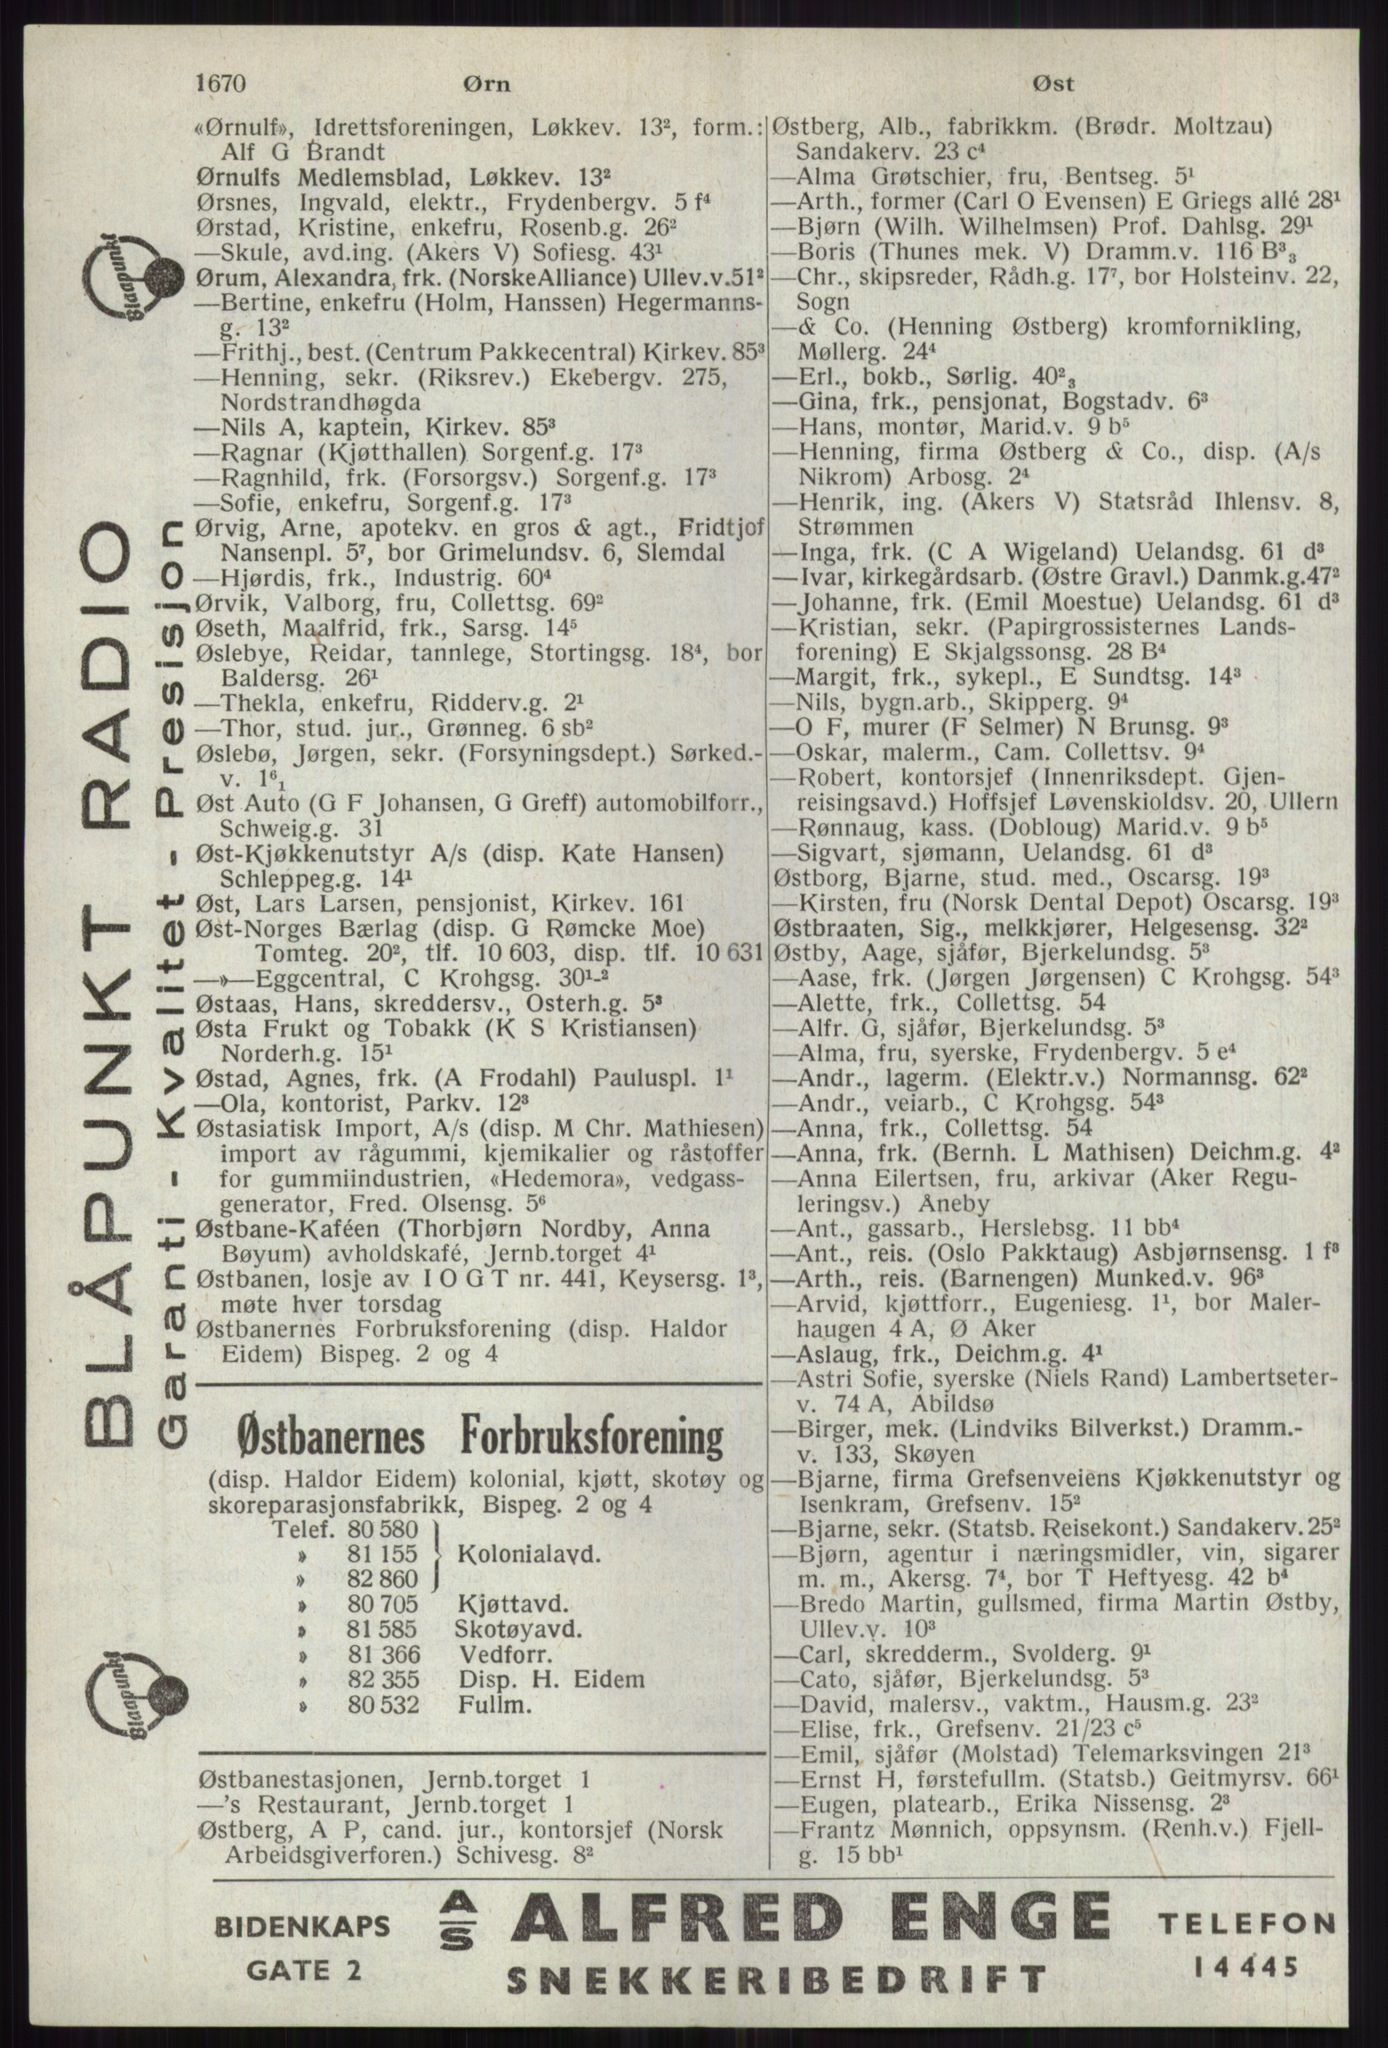 1670
Ørn
Øst
«Ørnulf», Idrettsforeningen, Løkkev. 13², form.:
Alf G Brandt
Ørnulfs Medlemsblad, Løkkev. 13²
Ørsnes, Ingvald, elektr., Frydenbergv. 5 f⁴
Ørstad, Kristine, enkefru, Rosenb.g. 26²
—Skule, avd.ing. (Akers V) Sofiesg. 43¹
Ørum, Alexandra, frk. (NorskeAlliance) Ullev.v.51²
—Bertine, enkefru (Holm, Hanssen) Hegermanns-
g. 13²
—Frithj., best. (Centrum Pakkecentral) Kirkev. 85³
—Henning, sekr. (Riksrev.) Ekebergv. 275,
Nordstrandhøgda
—Nils A, kaptein, Kirkev. 85³
—Ragnar (Kjøtthallen) Sorgenf.g. 17³
—Ragnhild, frk. (Forsorgsv.) Sorgenf.g. 17³
—Sofie, enkefru, Sorgenf.g. 17³
Ørvig, Arne, apotekv. en gros & agt., Fridtjof
Nansenpl. 5⁷, bor Grimelundsv. 6, Slemdal
—Hjørdis, frk., Industrig. 60⁴
Ørvik, Valborg, fru, Collettsg. 69²
Øseth, Maalfrid, frk., Sarsg. 14⁵
Øslebye, Reidar, tannlege, Stortingsg. 18⁴, bor
Baldersg. 26¹
—Thekla, enkefru, Ridderv.g. 2¹
—Thor, stud. jur., Grønneg. 6 sb²
Øslebø, Jørgen, sekr. (Forsyningsdept.) Sørked.-
v. 1⁶₁
Øst Auto (G F Johansen, G Greff) automobilforr.,
Schweig.g. 31
Øst-Kjøkkenutstyr A/s (disp. Kate Hansen)
Schleppeg.g. 14¹
Øst, Lars Larsen, pensjonist, Kirkev. 161
Øst-Norges Bærlag (disp. G Rømcke Moe)
Tomteg. 20², tlf. 10 603, disp. tlf. 10 631
—»—Eggcentral, C Krohgsg. 30¹-²
Østaas, Hans, skreddersv., Osterh.g. 5³
Østa Frukt og Tobakk (K S Kristiansen)
Norderh.g. 15¹
Østad, Agnes, frk. (A Frodahl) Pauluspl. 1¹
—Ola, kontorist, Parkv. 12³
Østasiatisk Import, A/s (disp. M Chr. Mathiesen)
import av rågummi, kjemikalier og råstoffer
for gummiindustrien, «Hedemora», vedgass-
generator, Fred. Olsensg. 5⁶
Østbane-Kaféen (Thorbjørn Nordby, Anna
Bøyum) avholdskafé, Jernb.torget 4¹
Østbanen, losje av I O G T nr. 441, Keysersg. 1³,
møte hver torsdag
Østbanernes Forbruksforening (disp. Haldor
Eidem) Bispeg. 2 og 4
Østbanernes Forbruksforening
(disp. Haldor Eidem) kolonial, kjøtt, skotøy og
skoreparasjonsfabrikk, Bispeg. 2 og 4
Telef. 80 580
» 81 155 Kolonialavd.
» 82 860
» 80 705 Kjøttavd.
» 81 585 Skotøyavd.
» 81 366 Vedforr.
» 82 355 Disp. H. Eidem
» 80 532 Fullm.
Østbanestasjonen, Jernb.torget 1
—'s Restaurant, Jernb.torget 1
Østberg, A P, cand. jur., kontorsjef (Norsk
Arbeidsgiverforen.) Schivesg. 8²
Østberg, Alb., fabrikkm. (Brødr. Moltzau)
Sandakerv. 23 c⁴
—Alma Grøtschier, fru, Bentseg. 5¹
—Arth., former (Carl O Evensen) E Griegs allé 28¹
—Bjørn (Wilh. Wilhelmsen) Prof. Dahlsg. 29¹
—Boris (Thunes mek. V) Dramm.v. 116 B³₃
—Chr., skipsreder, Rådh.g. 17⁷, bor Holsteinv. 22,
Sogn
—& Co. (Henning Østberg) kromfornikling,
Møllerg. 24⁴
—Erl., bokb., Sørlig. 40²₃
—Gina, frk., pensjonat, Bogstadv. 6³
—Hans, montør, Marid.v. 9 b⁵
—Henning, firma Østberg & Co., disp. (A/s
Nikrom) Arbosg. 2⁴
—Henrik, ing. (Akers V) Statsråd Ihlensv. 8,
Strømmen
—Inga, frk. (C A Wigeland) Uelandsg. 61 d³
—Ivar, kirkegårdsarb. (Østre Gravl.) Danmk.g.47²
—Johanne, frk. (Emil Moestue) Uelandsg. 61 d³
—Kristian, sekr. (Papirgrossisternes Lands-
forening) E Skjalgssonsg. 28 B⁴
—Margit, frk., sykepl., E Sundtsg. 14³
—Nils, bygn.arb., Skipperg. 9⁴
—O F, murer (F Selmer) N Brunsg. 9³
—Oskar, malerm., Cam. Collettsv. 9⁴
—Robert, kontorsjef (Innenriksdept. Gjen-
reisingsavd.) Hoffsjef Løvenskioldsv. 20, Ullern
—Rønnaug, kass. (Dobloug) Marid.v. 9 b⁵
—Sigvart, sjømann, Uelandsg. 61 d³
Østborg, Bjarne, stud. med., Oscarsg. 19³
—Kirsten, fru (Norsk Dental Depot) Oscarsg. 19³
Østbraaten, Sig., melkkjører, Helgesensg. 32²
Østby, Aage, sjåfør, Bjerkelundsg. 5³
—Aase, frk. (Jørgen Jørgensen) C Krohgsg. 54³
—Alette, frk., Collettsg. 54
—Alfr. G, sjåfør, Bjerkelundsg. 5³
—Alma, fru, syerske, Frydenbergv. 5 e⁴
—Andr., lagerm. (Elektr.v.) Normannsg. 62²
—Andr., veiarb., C Krohgsg. 54³
—Anna, frk., Collettsg. 54
—Anna, frk. (Bernh. L Mathisen) Deichm.g. 4²
—Anna Eilertsen, fru, arkivar (Aker Regu-
leringsv.) Åneby
—Ant., gassarb., Herslebsg. 11 bb⁴
—Ant., reis. (Oslo Pakktaug) Asbjørnsensg. 1 f³
—Arth., reis. (Barnengen) Munked.v. 96³
—Arvid, kjøttforr., Eugeniesg. 1¹, bor Maler-
haugen 4 A, Ø Aker
—Aslaug, frk., Deichm.g. 4¹
—Astri Sofie, syerske (Niels Rand) Lambertseter-
v. 74 A, Abildsø
—Birger, mek. (Lindviks Bilverkst.) Dramm.-
v. 133, Skøyen
—Bjarne, firma Grefsenveiens Kjøkkenutstyr og
Isenkram, Grefsenv. 15²
—Bjarne, sekr. (Statsb. Reisekont.) Sandakerv. 25²
—Bjørn, agentur i næringsmidler, vin, sigarer
m. m., Akersg. 7⁴, bor T Heftyesg. 42 b⁴
—Bredo Martin, gullsmed, firma Martin Østby,
Ullev.v. 10³
—Carl, skredderm., Svolderg. 9¹
—Cato, sjåfør, Bjerkelundsg. 5³
—David, malersv., vaktm., Hausm.g. 23²
—Elise, frk., Grefsenv. 21/23 c⁵
—Emil, sjåfør (Molstad) Telemarksvingen 21³
—Ernst H, førstefullm. (Statsb.) Geitmyrsv. 66¹
—Eugen, platearb., Erika Nissensg. 2³
—Frantz Mønnich, oppsynsm. (Renh.v.) Fjell-
g. 15 bb¹
Blaupunkt
BLÅPUNKT RADIO
Garanti - Kvalitet - Presisjon
Blaupunkt
BIDENKAPS
GATE 2
A/S ALFRED ENGE
SNEKKERIBEDRIFT
TELEFON
14445